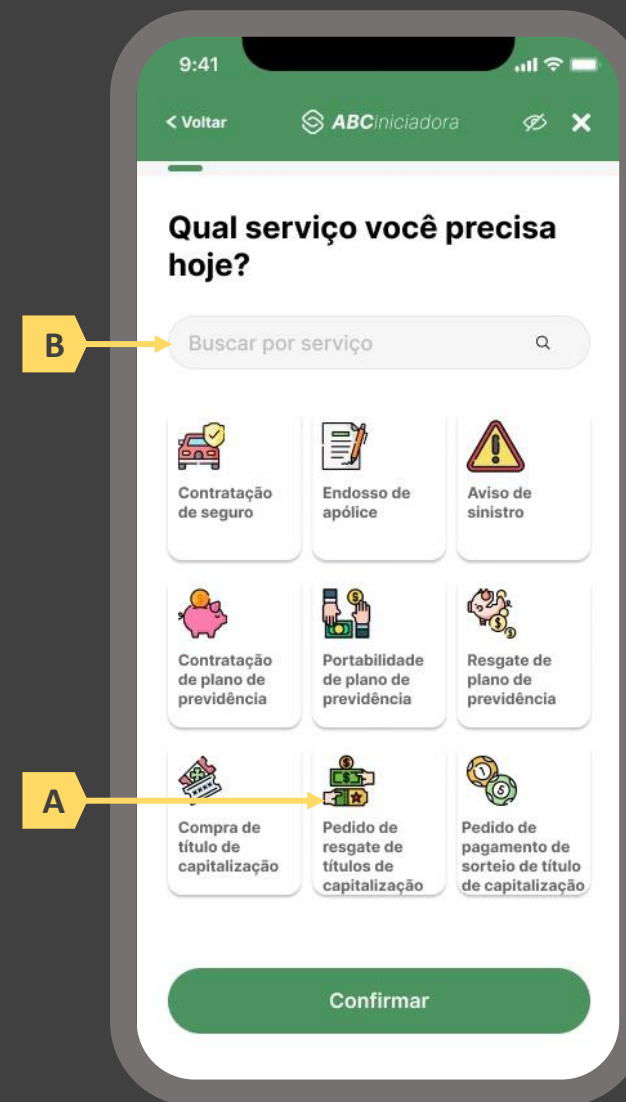 9:41
< Voltar
ABCiniciadora
Qual serviço você precisa
hoje?
B
Buscar por serviço
Contratação
de seguro
Endosso de
apólice
Aviso de
sinistro
Contratação
de plano de
previdência
Portabilidade
de plano de
previdência
Resgate de
plano de
previdência
A
Compra de
título de
capitalização
Pedido de
resgate de
títulos de
capitalização
Pedido de
pagamento de
sorteio de título
de capitalização
Confirmar